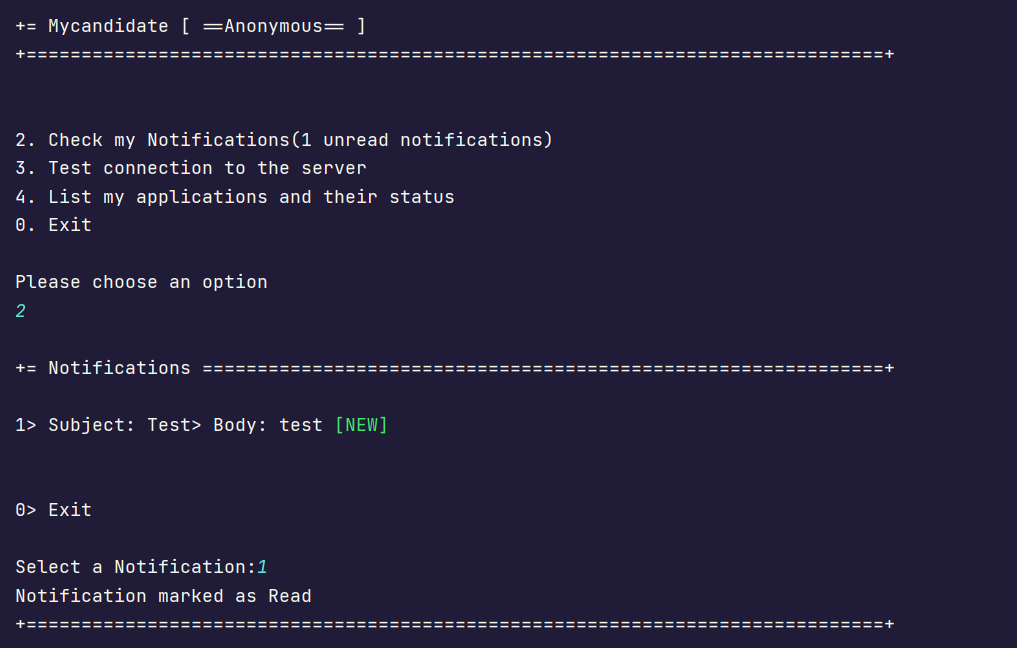 += Mycandidate [ ==Anonymous== ]
+==============================================================================+
2. Check my Notifications(1 unread notifications)
3. Test connection to the server
4. List my applications and their status
0. Exit
Please choose an option
2
+= Notifications ==============================================================+
1> Subject: Test> Body: test [NEW]
0> Exit
Select a Notification:1
Notification marked as Read
+==============================================================================+